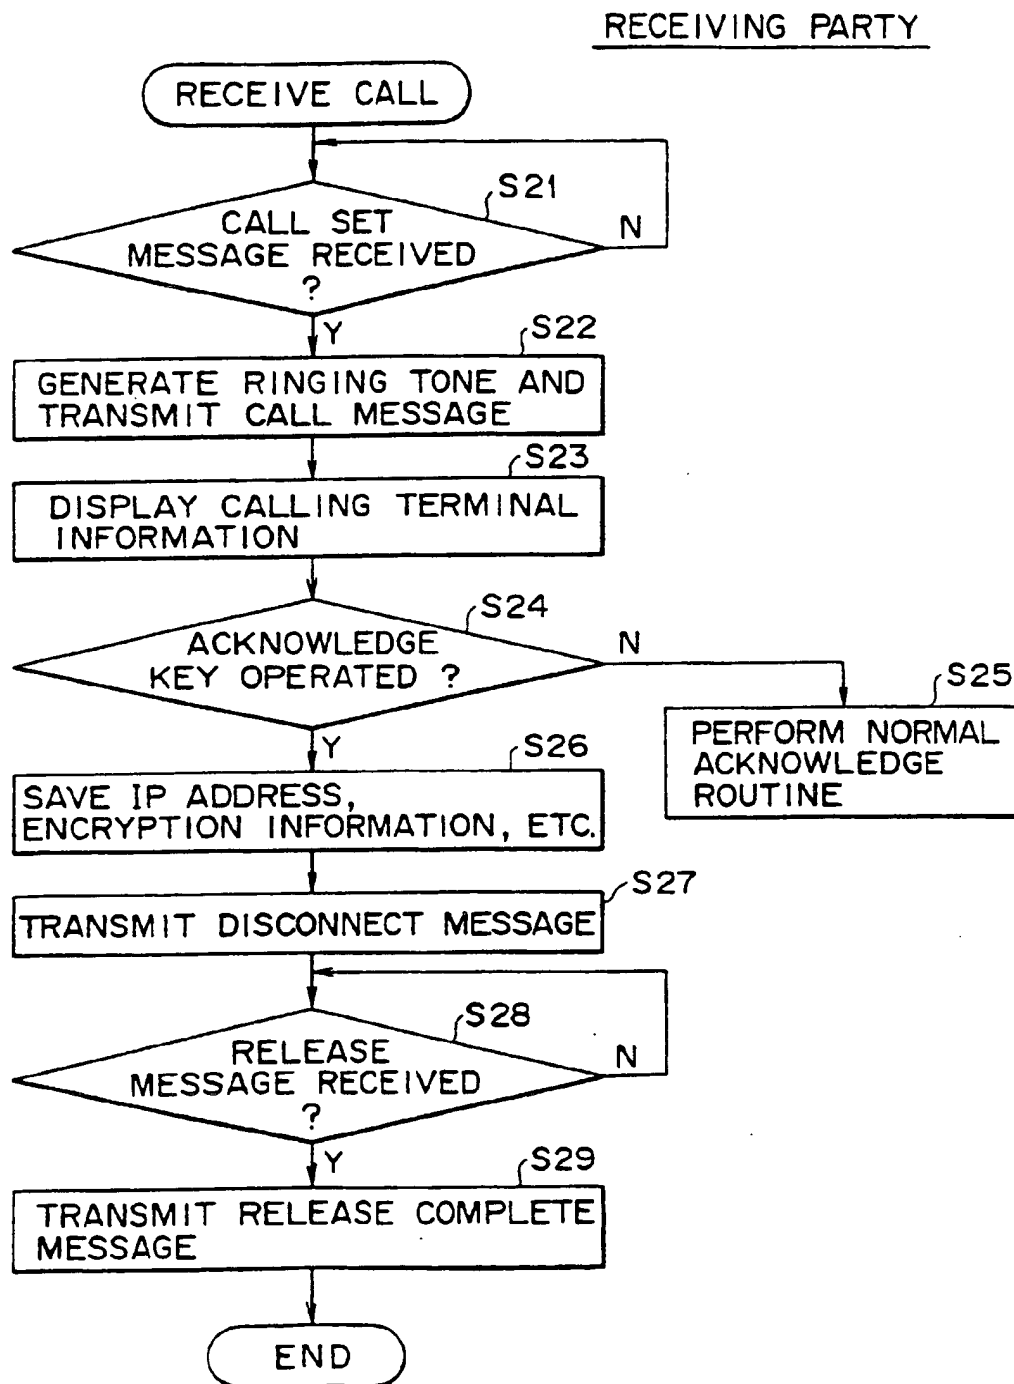 RECEIVING PARTY
RECEIVE CALL
S21
CALL SET
MESSAGE RECEIVED
?
N
Y
S22
GENERATE RINGING TONE AND
TRANSMIT CALL MESSAGE
S23
DISPLAY CALLING TERMINAL
INFORMATION
S24
ACKNOWLEDGE
KEY OPERATED ?
N
Y
S25
PERFORM NORMAL
ACKNOWLEDGE
ROUTINE
S26
SAVE IP ADDRESS,
ENCRYPTION INFORMATION, ETC.
S27
TRANSMIT DISCONNECT MESSAGE
S28
RELEASE
MESSAGE RECEIVED
?
N
Y
S29
TRANSMIT RELEASE COMPLETE
MESSAGE
END